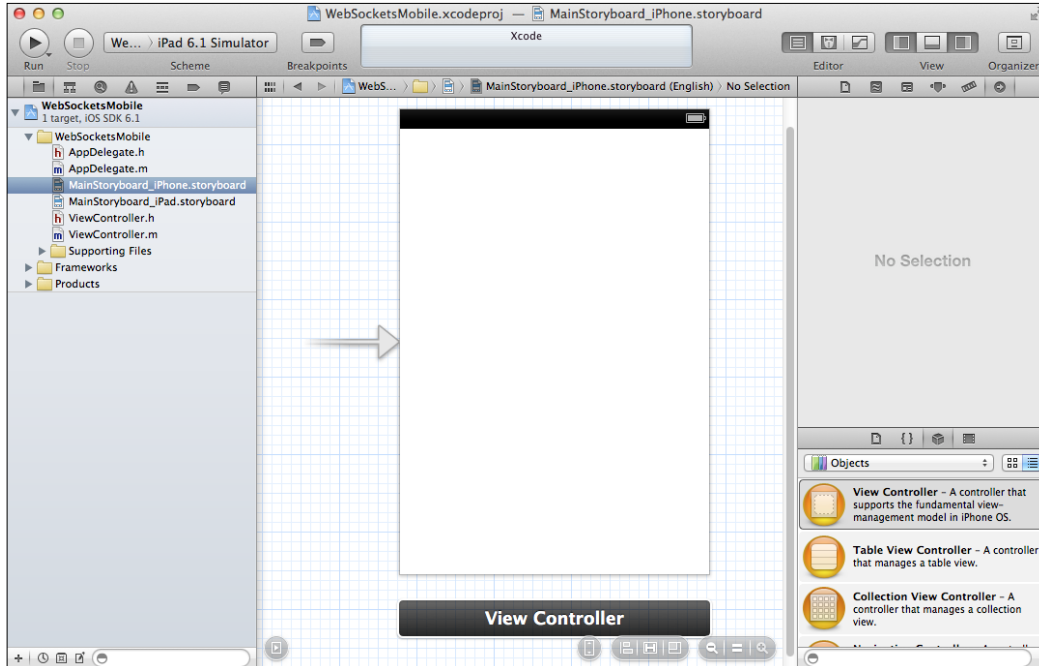 WebSocketsMobile.xcodeproj — MainStoryboard_iPhone.storyboard
We... iPad 6.1 Simulator
Xcode
Run Stop Scheme Breakpoints Editor View Organizer
WebS... MainStoryboard_iPhone.storyboard (English) No Selection
WebSocketsMobile
1 target, iOS SDK 6.1
WebSocketsMobile
h AppDelegate.h
m AppDelegate.m
MainStoryboard_iPhone.storyboard
MainStoryboard_iPad.storyboard
h ViewController.h
m ViewController.m
Supporting Files
Frameworks
Products
View Controller
No Selection
{ }
Objects
View Controller – A controller that
supports the fundamental view-
management model in iPhone OS.
Table View Controller – A controller
that manages a table view.
Collection View Controller – A
controller that manages a collection
view.